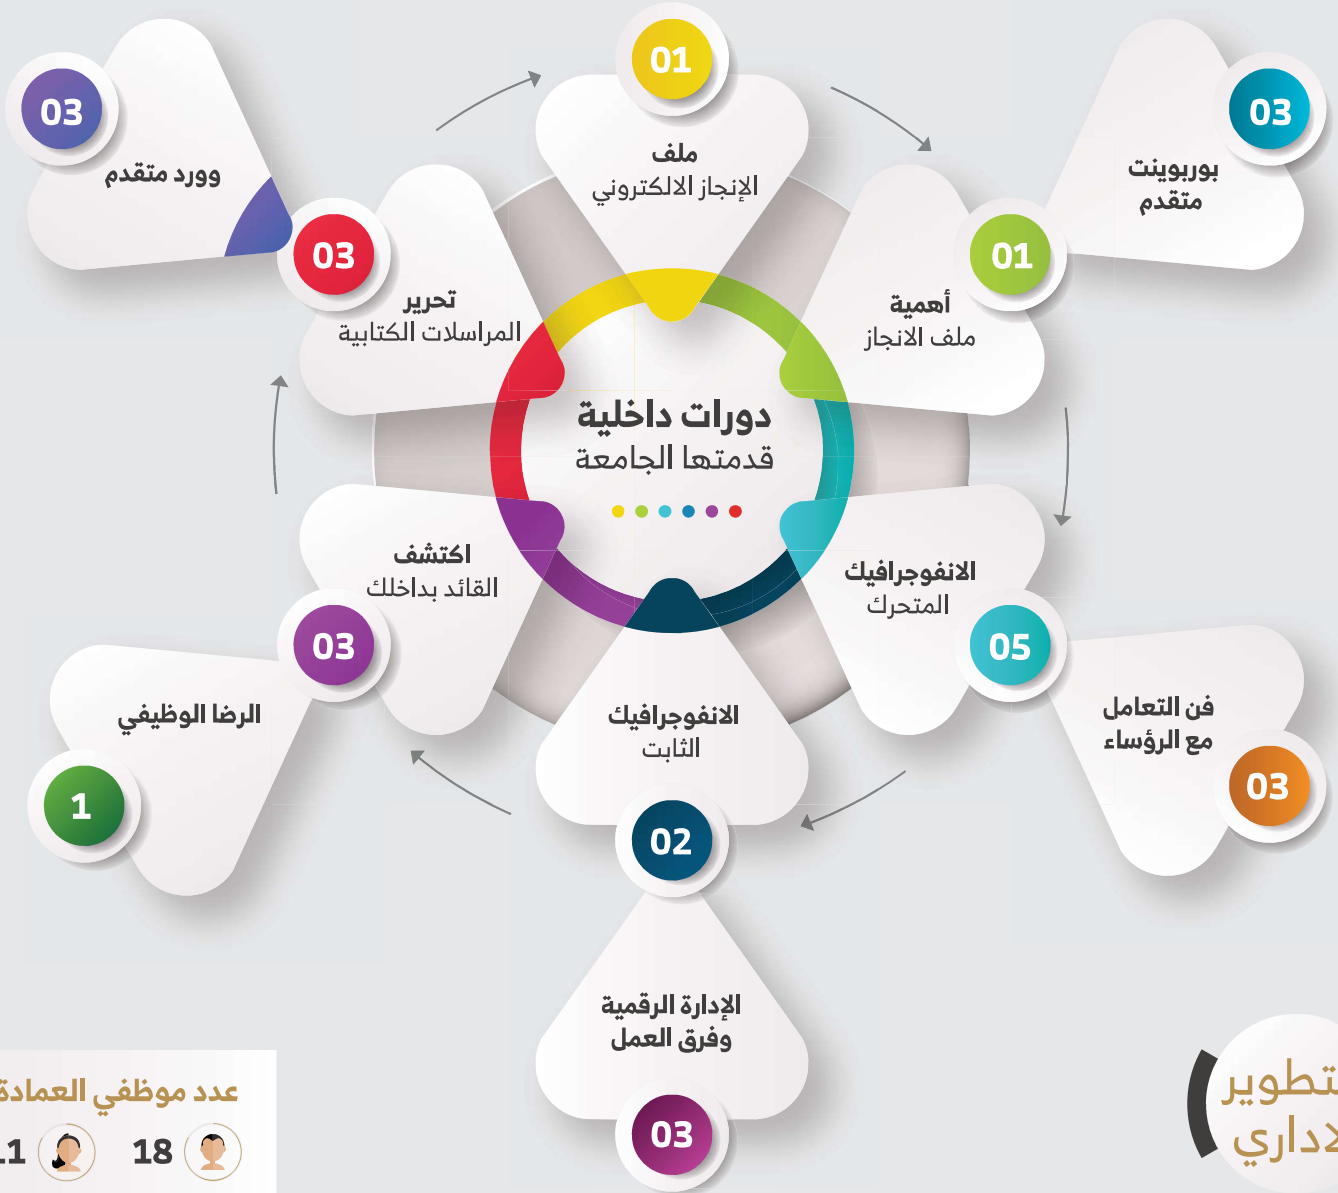 01
ملف
الإنجاز الالكتروني
03
بوربوينت
متقدم
01
أهمية
ملف الانجاز
03
وورد متقدم
03
تحرير
المراسلات الكتابية
دورات داخلية
قدمتها الجامعة
الانفوجرافيك
المتحرك
05
فن التعامل
مع الرؤساء
03
الانفوجرافيك
الثابت
02
اكتشف
القائد بداخلك
03
الرضا الوظيفي
1
الإدارة الرقمية
وفرق العمل
03
عدد موظفي العمادة
18
11